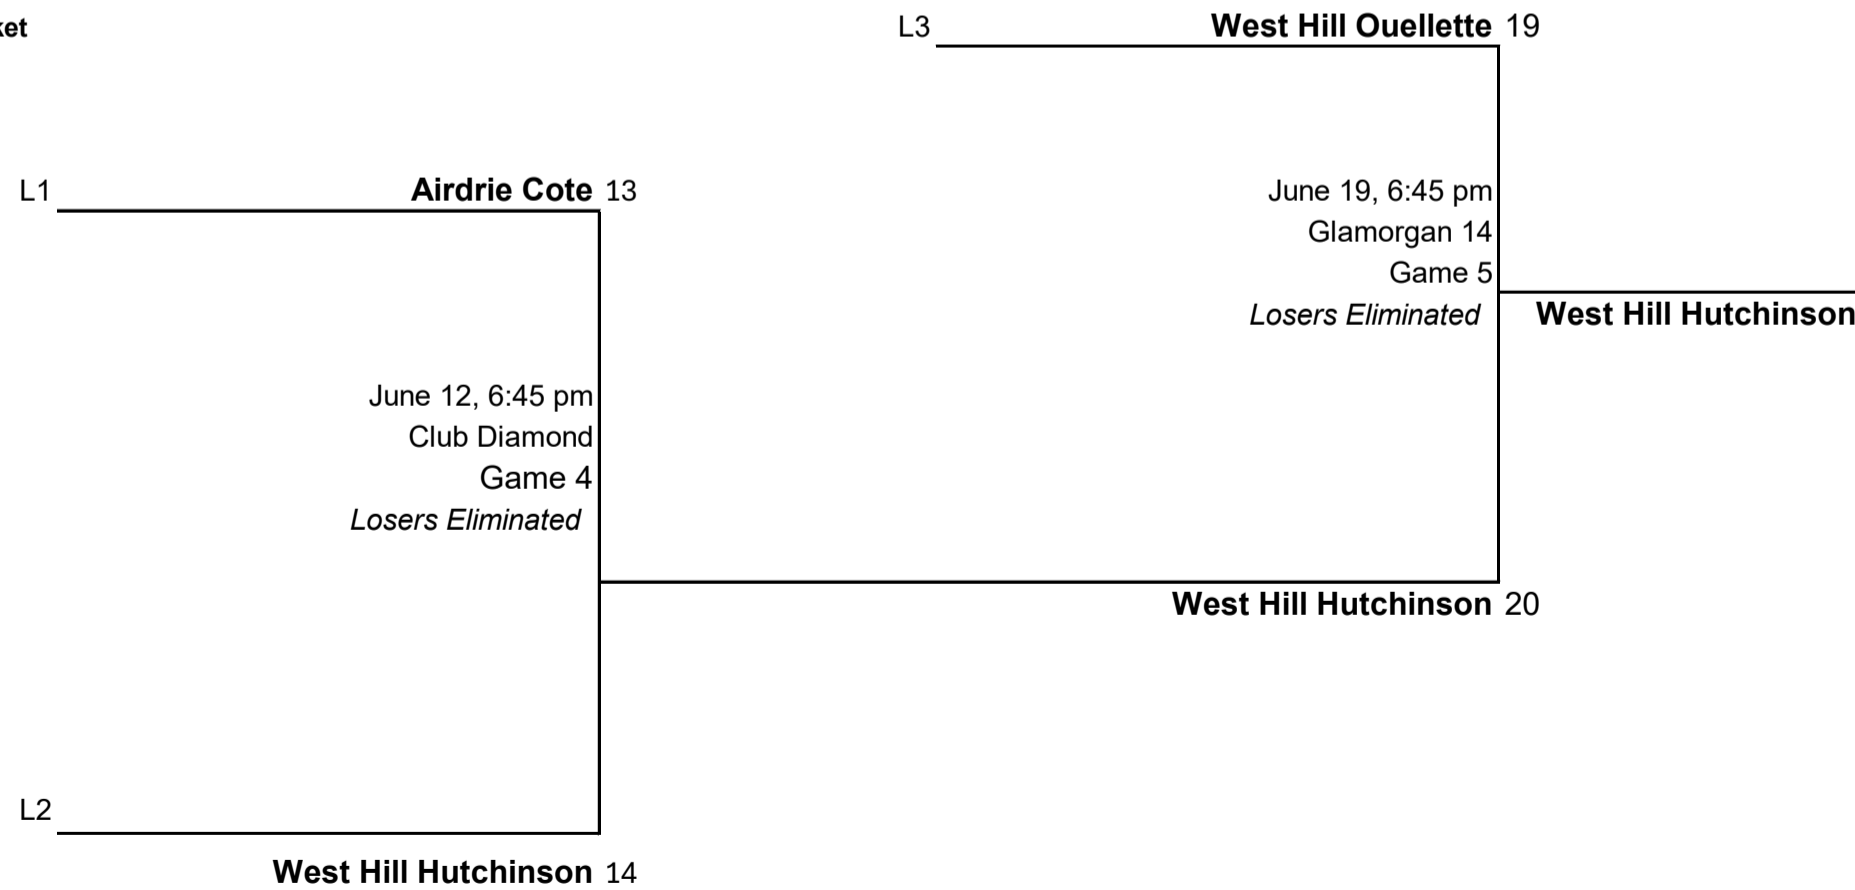 L3 West Hill Ouellette 19
L1 Airdrie Cote 13
June 19, 6:45 pm
Glamorgan 14
Game 5
Losers Eliminated
West Hill Hutchinson
June 12, 6:45 pm
Club Diamond
Game 4
Losers Eliminated
West Hill Hutchinson 20
L2
West Hill Hutchinson 14